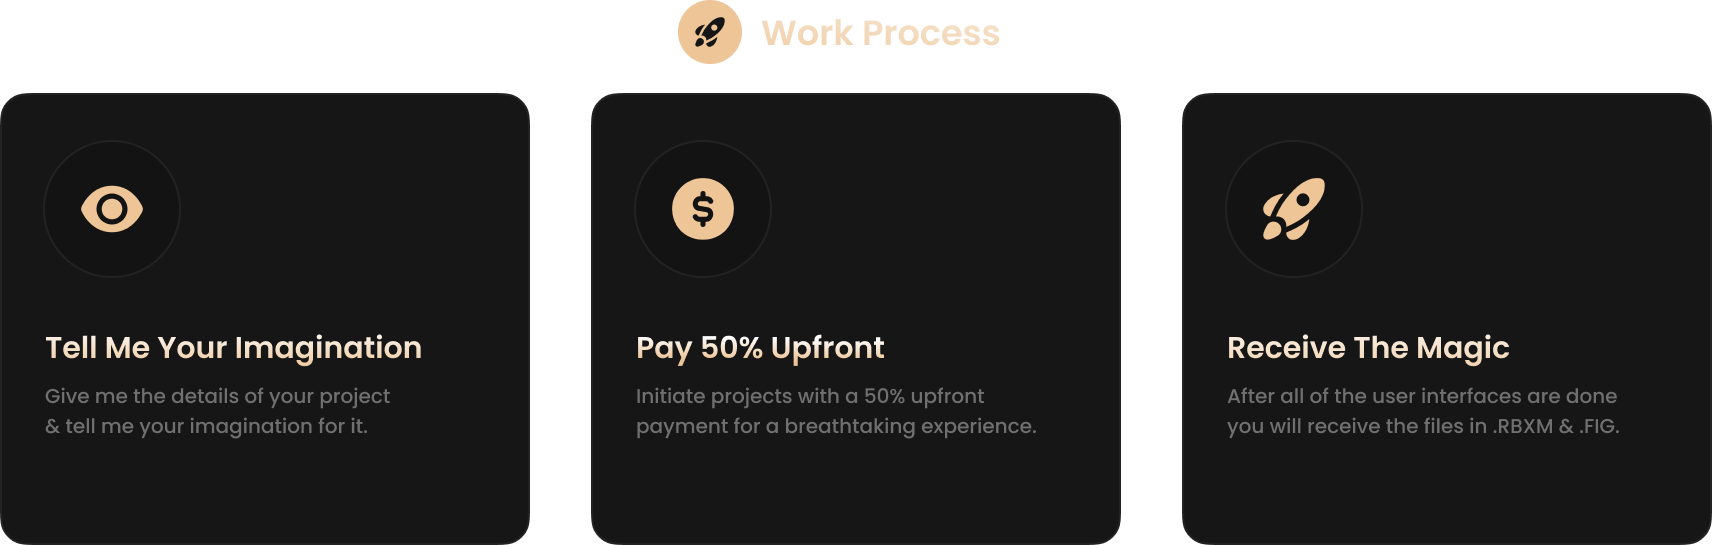 Work Process
Tell Me Your Imagination
Give me the details of your project
& tell me your imagination for it.
$
Pay 50% Upfront
Initiate projects with a 50% upfront
payment for a breathtaking experience.
Receive The Magic
After all of the user interfaces are done
you will receive the files in .RBXM & .FIG.